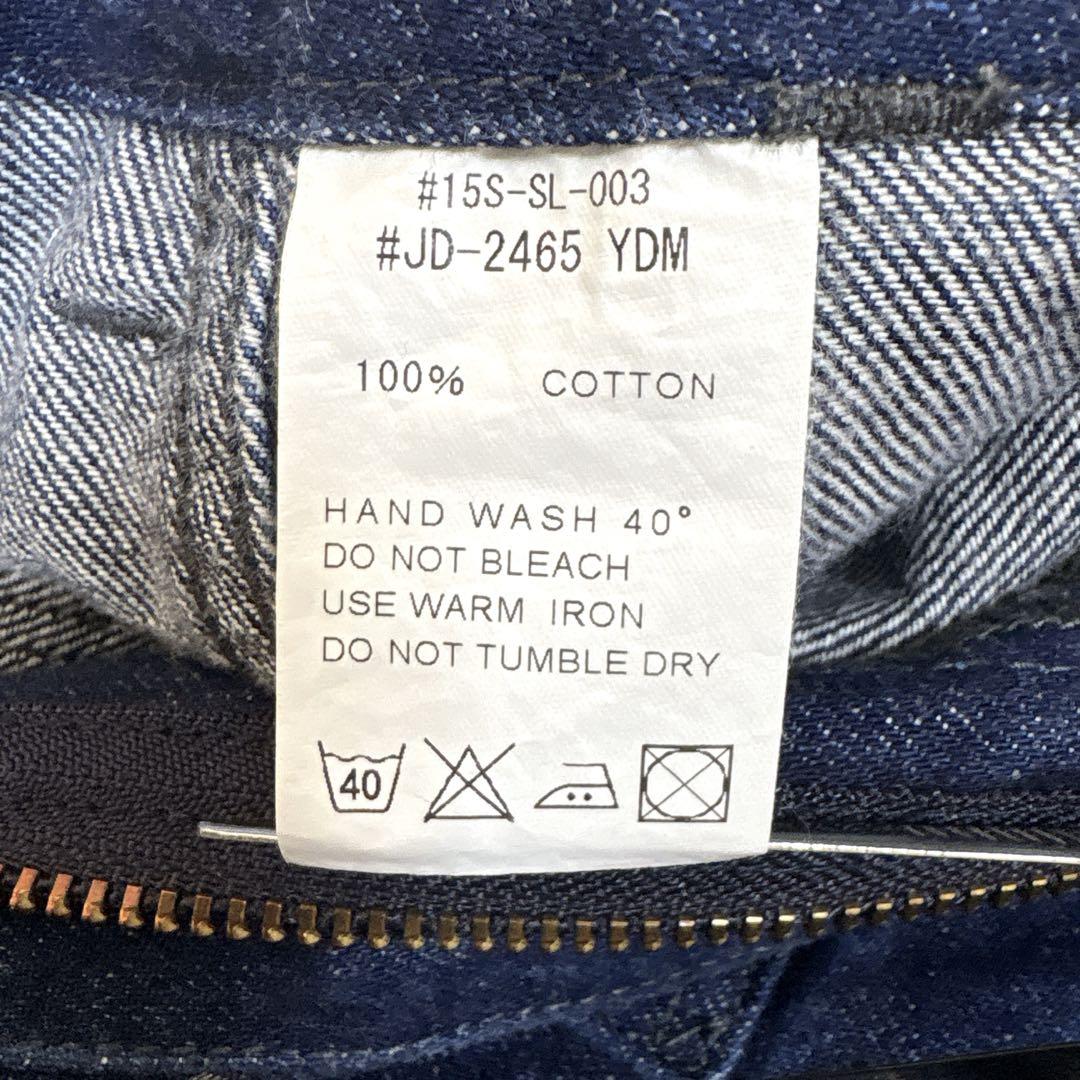 #15S-SL-003
#JD-2465 YDM
100% COTTON
HAND WASH 40°
DO NOT BLEACH
USE WARM IRON
DO NOT TUMBLE DRY
40